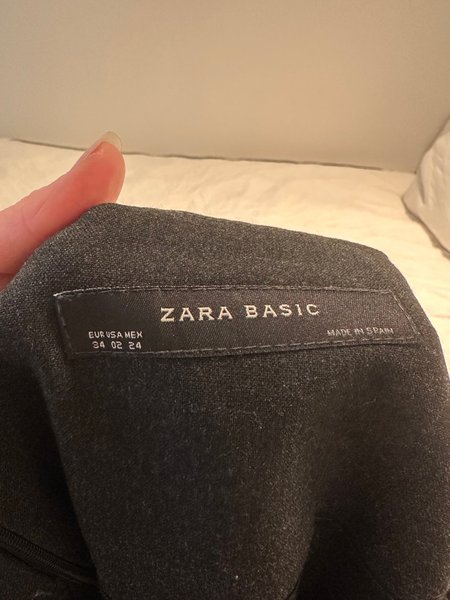 ZARA BASIC
EUR USA MEX
34 02 24
MADE IN SPAIN